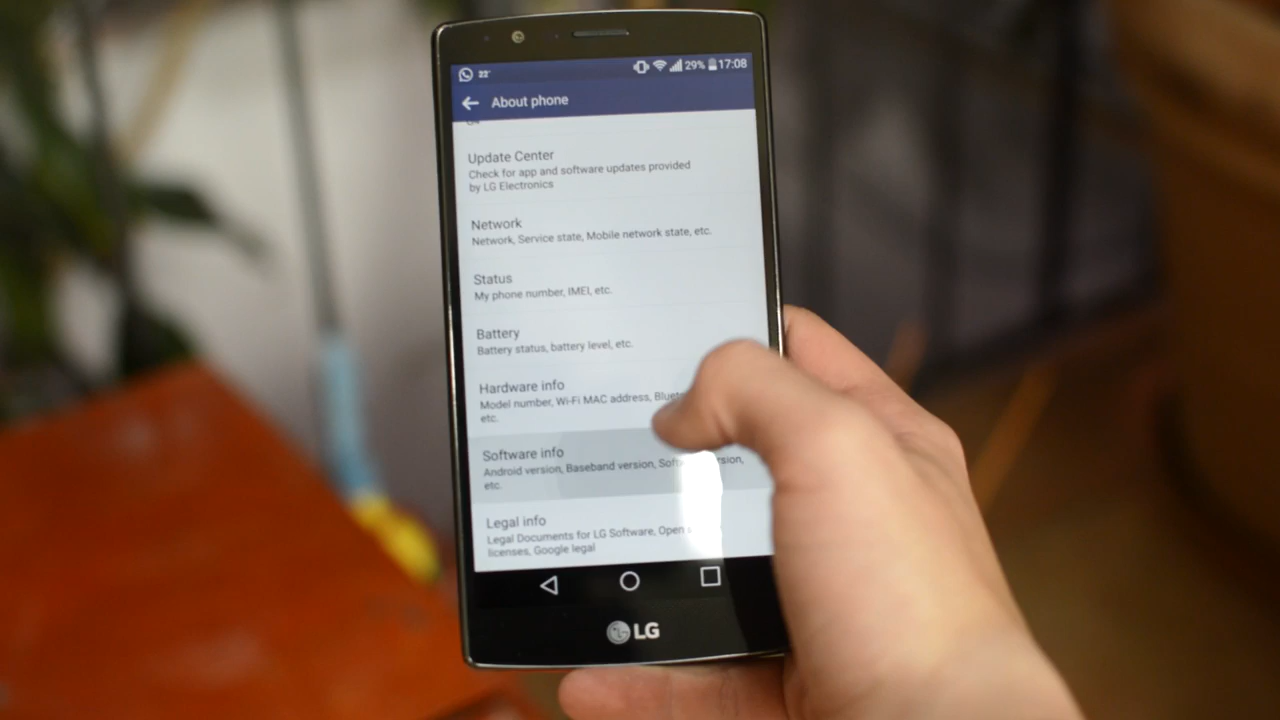 22° 29% 17:08
About phone
Update Center
Check for app and software updates provided
by LG Electronics
Network
Network, Service state, Mobile network state, etc.
Status
My phone number, IMEI, etc.
Battery
Battery status, battery level, etc.
Hardware info
Model number, Wi-Fi MAC address,
etc.
Software info
Android version, Baseband version,
etc.
Legal info
Legal Documents for LG Software, Open
licenses, Google legal
LG